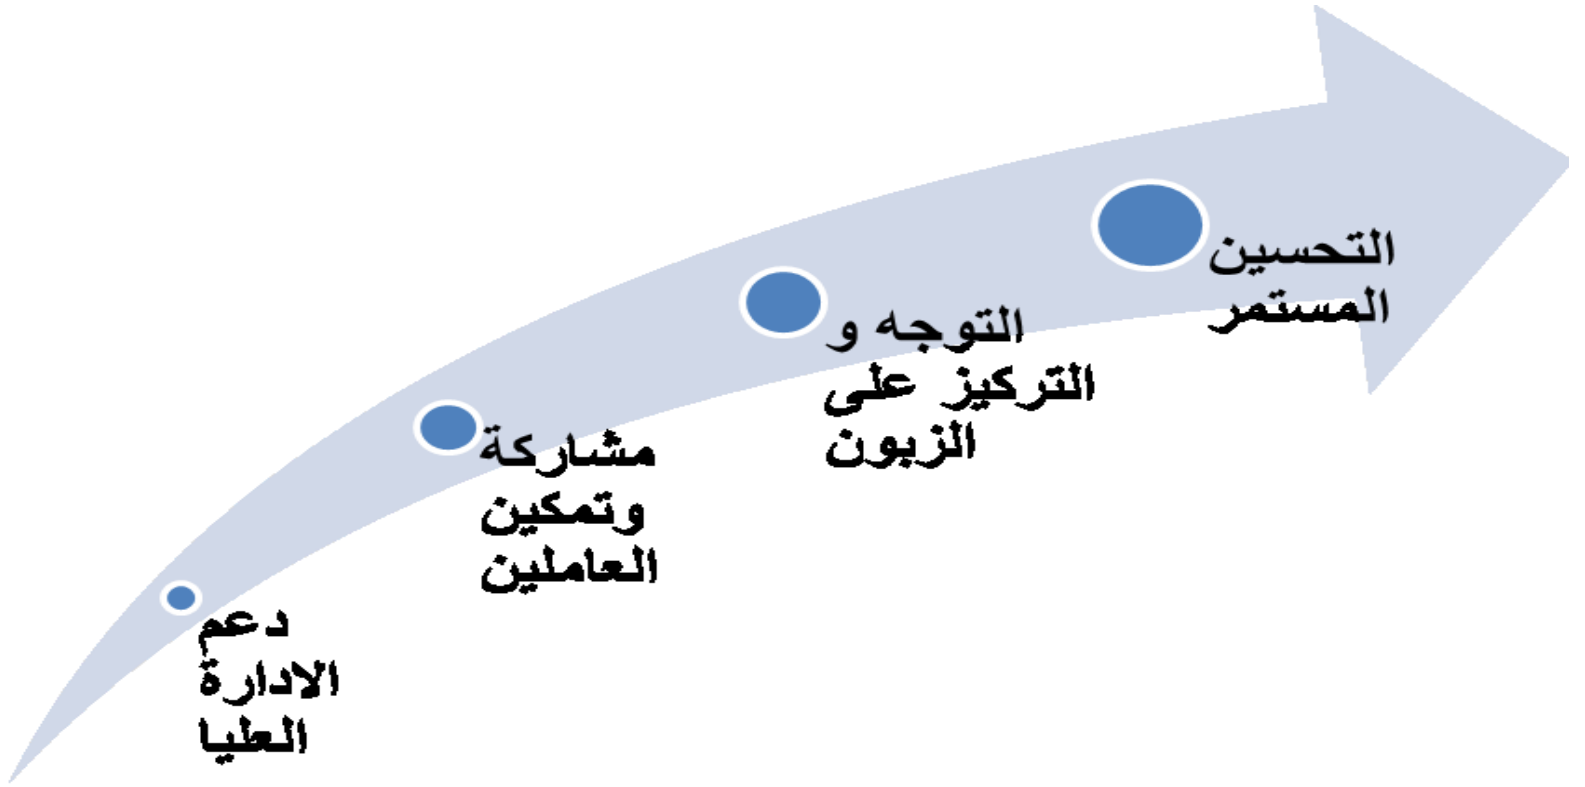 دعم
الادارة
العليا
مشاركة
وتمكين
العاملين
التوجه و
التركيز على
الزبون
التحسين
المستمر